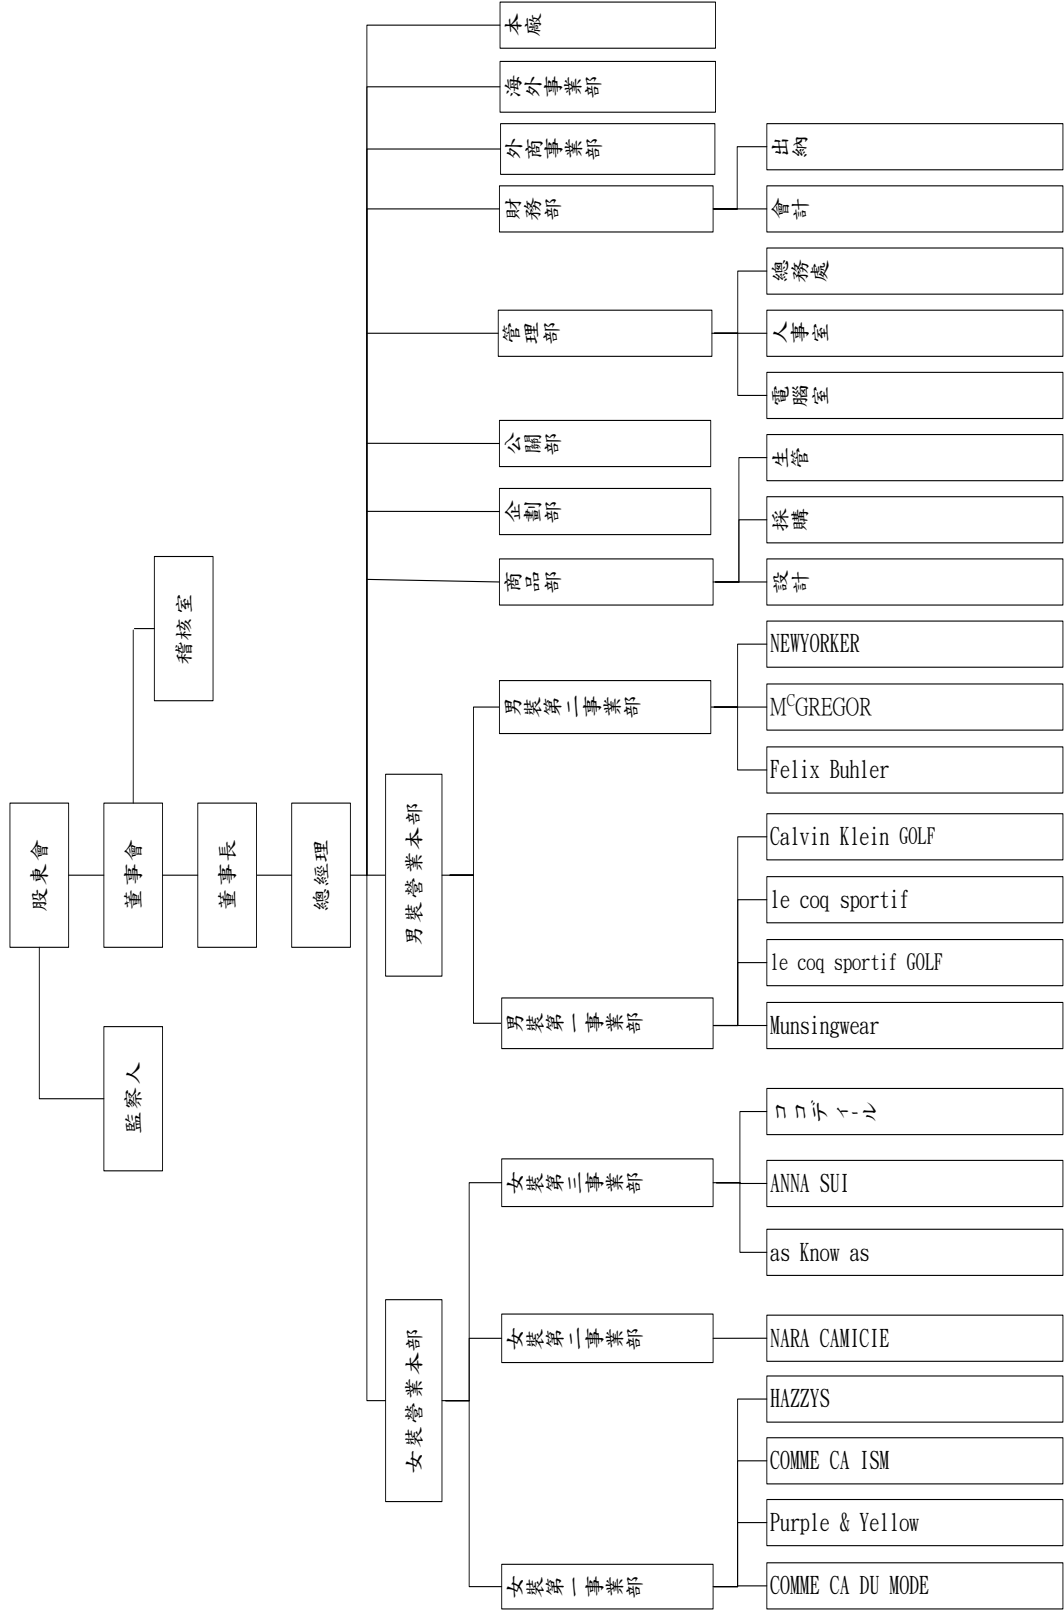 股東會
監察人
董事會
稽核室
董事長
總經理
女裝營業本部
男裝營業本部
女裝第一事業部
女裝第二事業部
女裝第三事業部
男裝第一事業部
男裝第二事業部
商品部
企劃部
公關部
管理部
財務部
外商事業部
海外事業部
本廠
COMME CA DU MODE
Purple & Yellow
COMME CA ISM
HAZZYS
NARA CAMICIE
as Know as
ANNA SUI
ココディール
Munsingwear
le coq sportif GOLF
le coq sportif
Calvin Klein GOLF
Felix Buhler
MCGREGOR
NEWYORKER
設計
採購
生管
電腦室
人事室
總務處
會計
出納